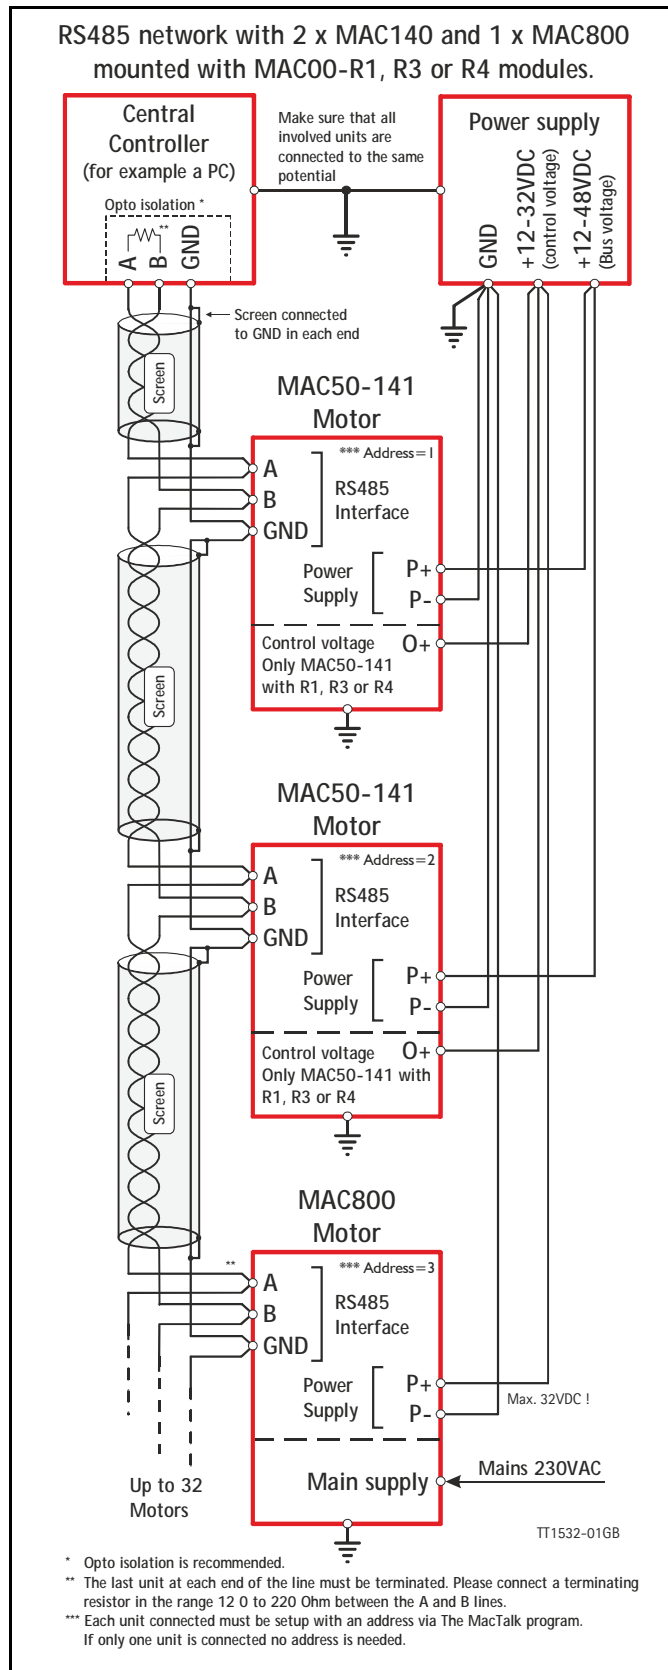 RS485 network with 2 x MAC140 and 1 x MAC800
mounted with MAC00-R1, R3 or R4 modules.
Central
Controller
(for example a PC)
Opto isolation *
**
A
B
GND
Make sure that all
involved units are
connected to the same
potential
Power supply
GND
+12-32VDC
(control voltage)
+12-48VDC
(Bus voltage)
Screen connected
to GND in each end
Screen
MAC50-141
Motor
*** Address=1
A
B
GND
RS485
Interface
Power
Supply
P+
P-
Control voltage
Only MAC50-141
with R1, R3 or R4
O+
Screen
MAC50-141
Motor
*** Address=2
A
B
GND
RS485
Interface
Power
Supply
P+
P-
Control voltage
Only MAC50-141 with
R1, R3 or R4
O+
Screen
MAC800
Motor
**
*** Address=3
A
B
GND
RS485
Interface
Power
Supply
P+
P-
Max. 32VDC !
Main supply
Mains 230VAC
Up to 32
Motors
TT1532-01GB
* Opto isolation is recommended.
** The last unit at each end of the line must be terminated. Please connect a terminating
resistor in the range 12 0 to 220 Ohm between the A and B lines.
*** Each unit connected must be setup with an address via The MacTalk program.
If only one unit is connected no address is needed.